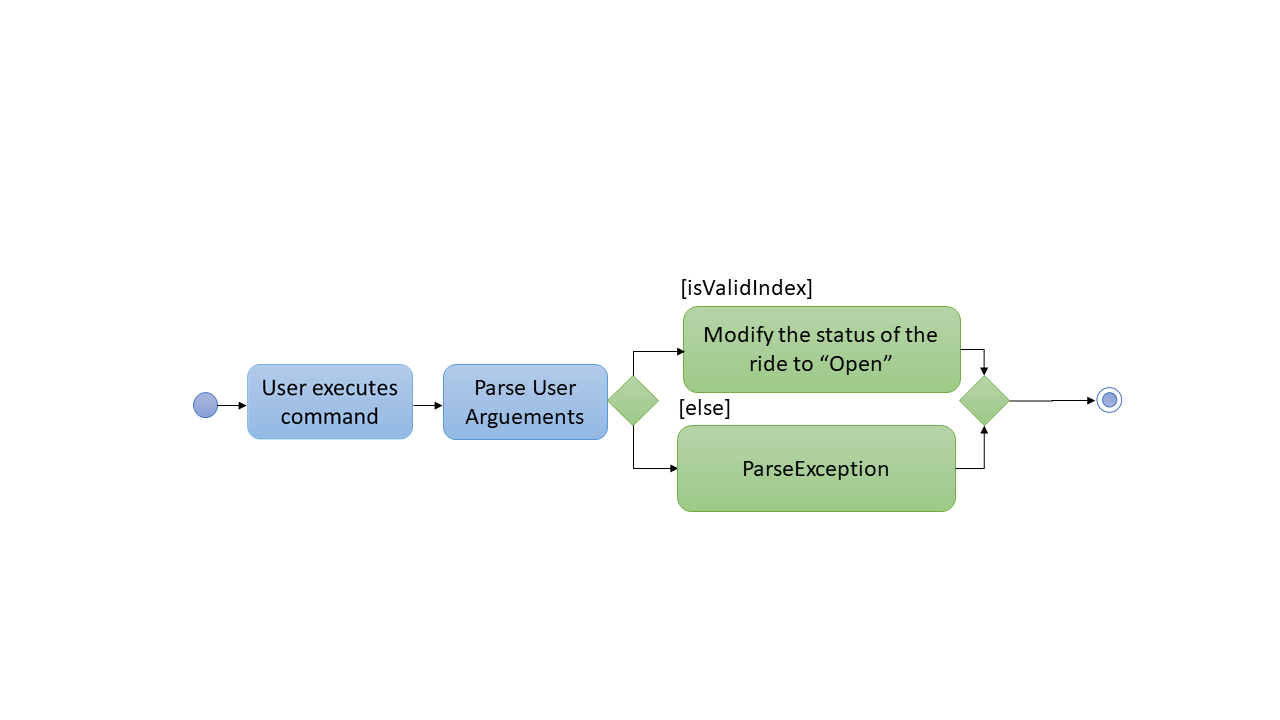 User executes
command
Parse User
Arguements
[isValidIndex]
Modify the status of the
ride to “Open”
[else]
ParseException